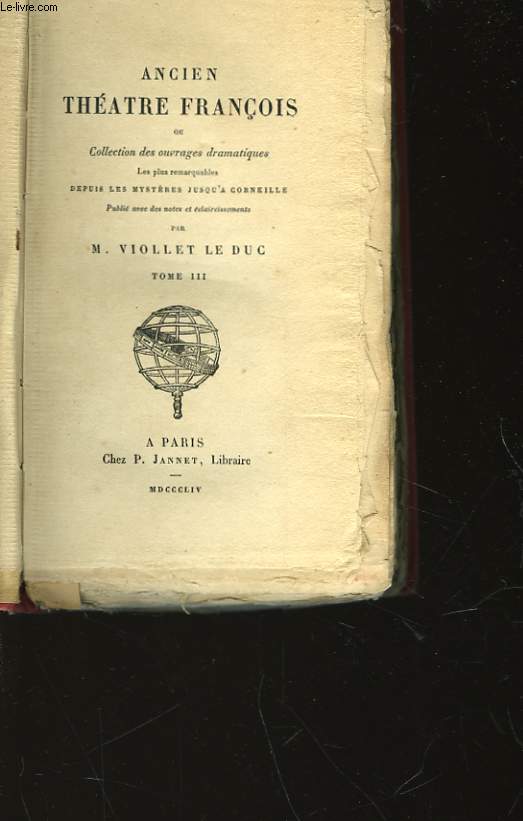 Le-livre.com
ANCIEN
THÉATRE FRANÇOIS
OU
Collection des ouvrages dramatiques
Les plus remarquables
DEPUIS LES MYSTÈRES JUSQU'A CORNEILLE
Publié avec des notes et éclaircissements
PAR
M. VIOLLET LE DUC
TOME III
A PARIS
Chez P. JANNET, Libraire
MDCCCLIV